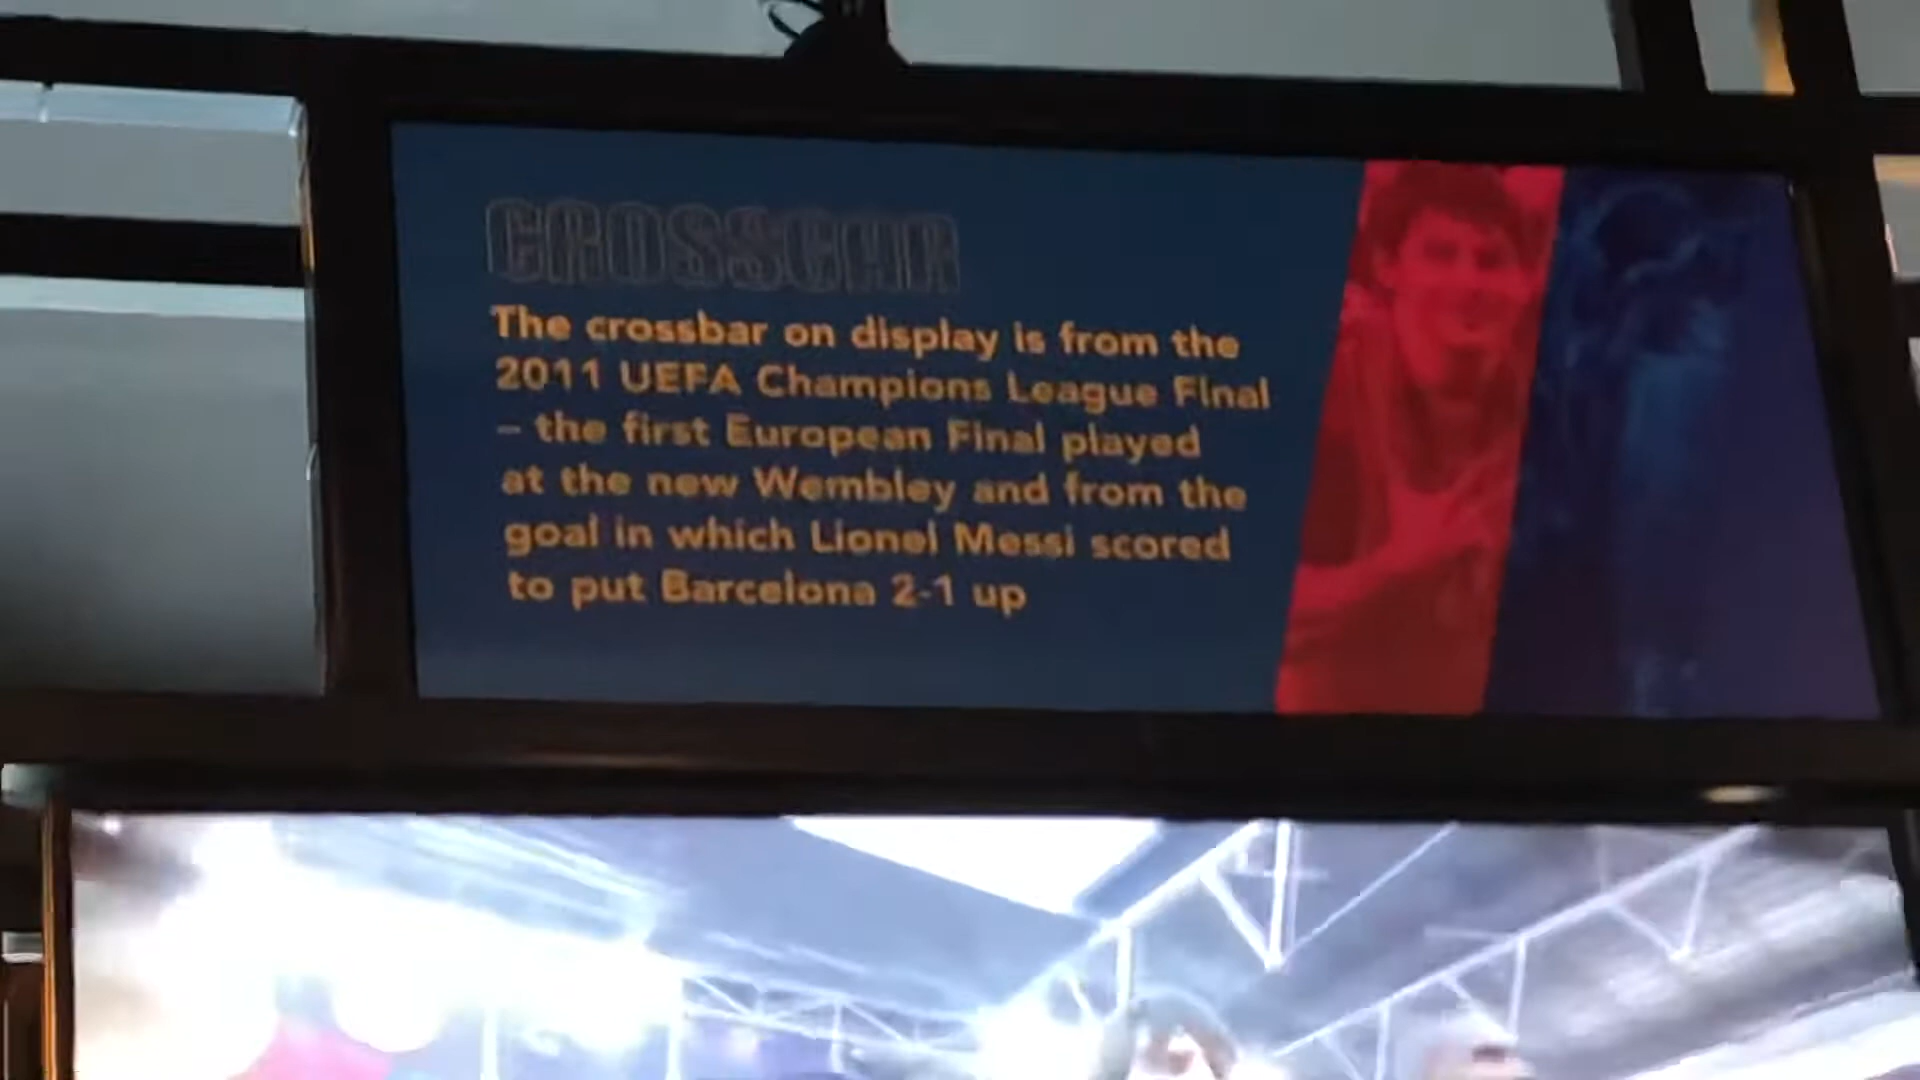 CROSSBAR
The crossbar on display is from the
2011 UEFA Champions League Final
– the first European Final played
at the new Wembley and from the
goal in which Lionel Messi scored
to put Barcelona 2-1 up